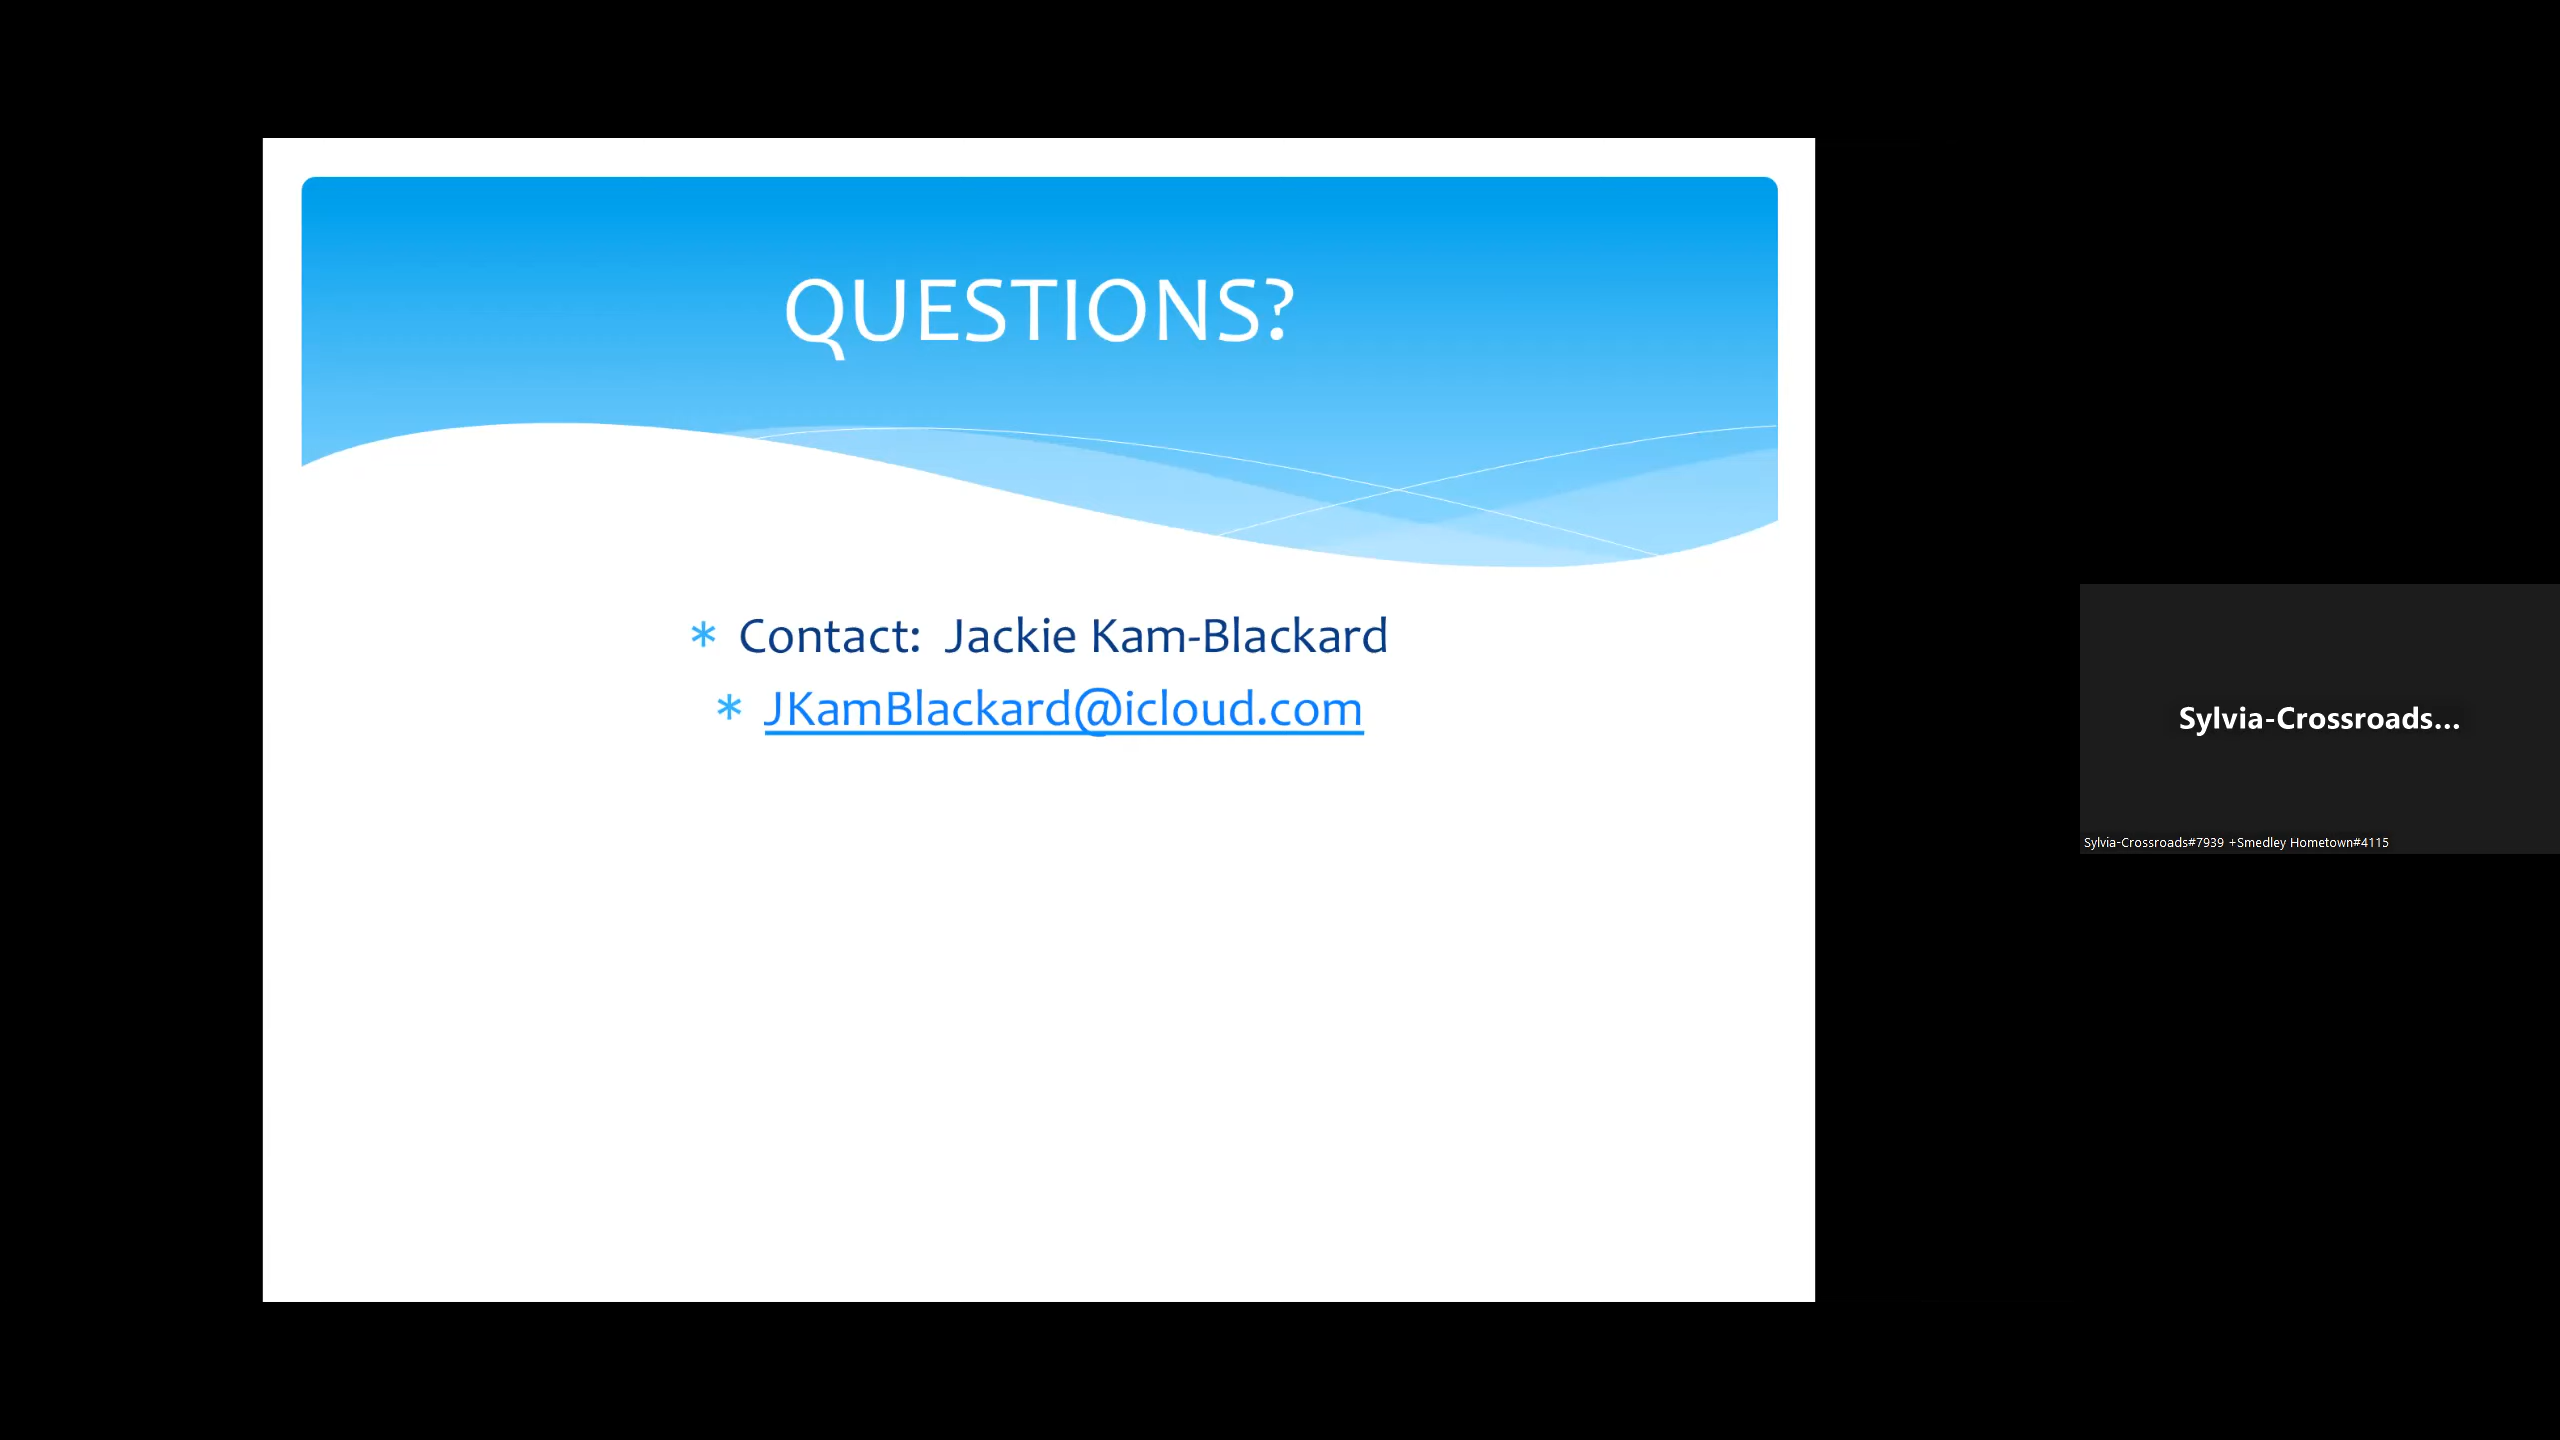 QUESTIONS?
* Contact:  Jackie Kam-Blackard
* JKamBlackard@icloud.com
Sylvia-Crossroads...
Sylvia-Crossroads#7939 +Smedley Hometown#4115